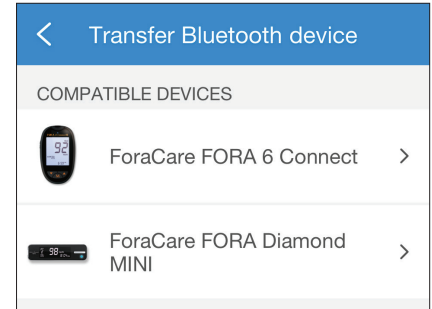 Transfer Bluetooth device
COMPATIBLE DEVICES
92
ForaCare FORA 6 Connect
98
ForaCare FORA Diamond
MINI